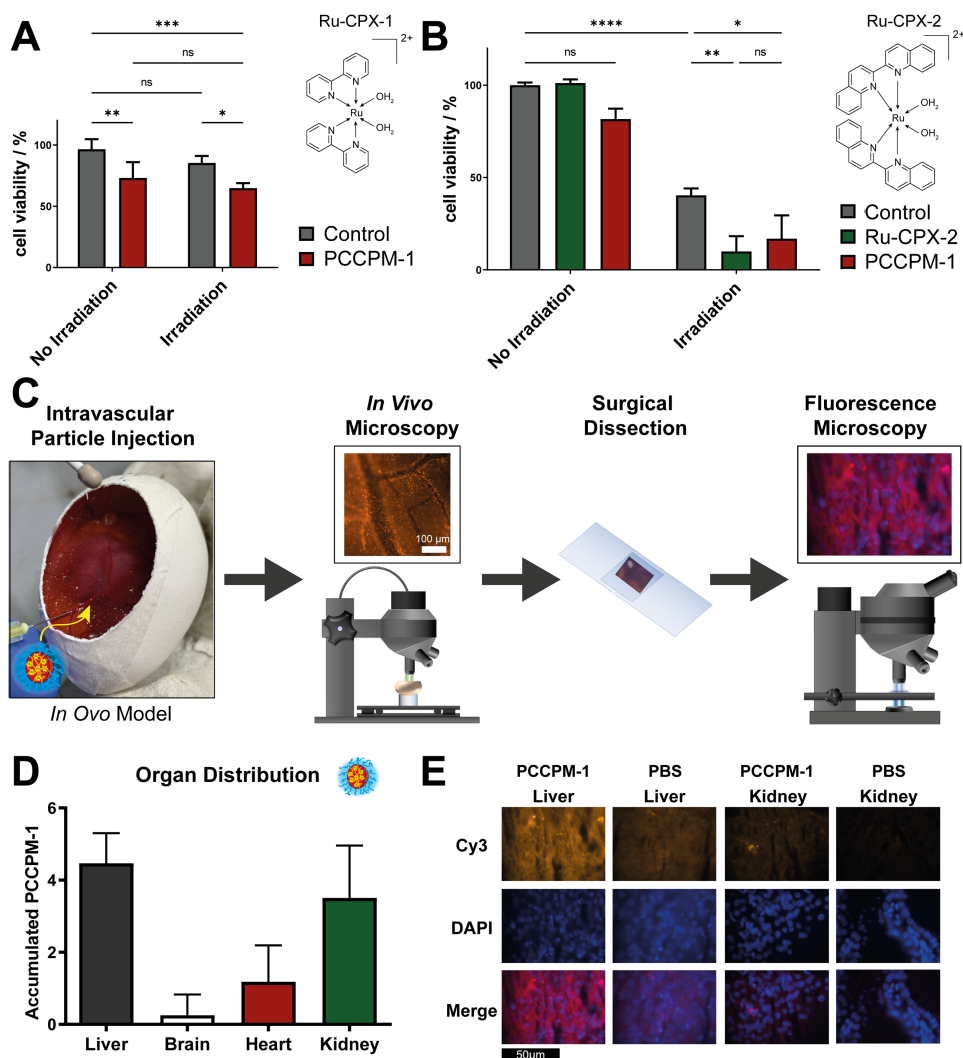 A
Ru-CPX-1
2+
***
ns
ns
**
*
cell viability / %
100
50
0
No Irradiation
Irradiation
N
N
N
N
Ru
OH2
OH2
Control
PCCPM-1
B
Ru-CPX-2
2+
****
*
ns
**
ns
cell viability / %
100
50
0
No Irradiation
Irradiation
N
N
N
N
Ru
OH2
OH2
Control
Ru-CPX-2
PCCPM-1
C
Intravascular
Particle Injection
In Vivo
Microscopy
Surgical
Dissection
Fluorescence
Microscopy
100 µm
In Ovo Model
D
Organ Distribution
Accumulated PCCPM-1
6
4
2
0
Liver
Brain
Heart
Kidney
E
PCCPM-1
Liver
PBS
Liver
PCCPM-1
Kidney
PBS
Kidney
Cy3
DAPI
Merge
50um